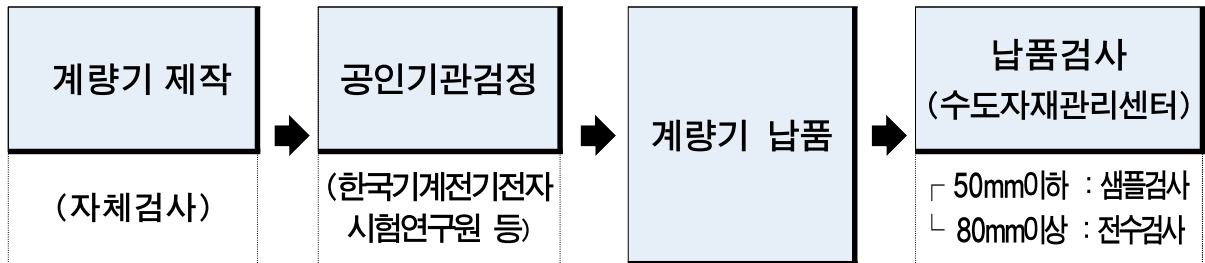 계량기 제작
(자체검사)
공인기관검정
(한국기계전기전자
시험연구원 등)
계량기 납품
납품검사
(수도자재관리센터)
┌ 50mm이하 : 샘플검사
└ 80mm이상 : 전수검사